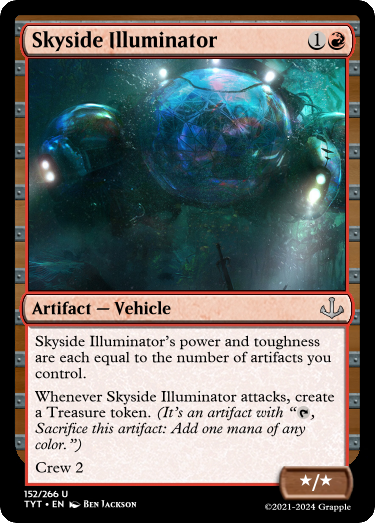 Skyside Illuminator 1
Artifact — Vehicle
Skyside Illuminator's power and toughness
are each equal to the number of artifacts you
control.
Whenever Skyside Illuminator attacks, create
a Treasure token. (It's an artifact with “,
Sacrifice this artifact: Add one mana of any
color.”)
Crew 2
★/★
152/266 U
TYT • EN Ben Jackson
©2021-2024 Grapple